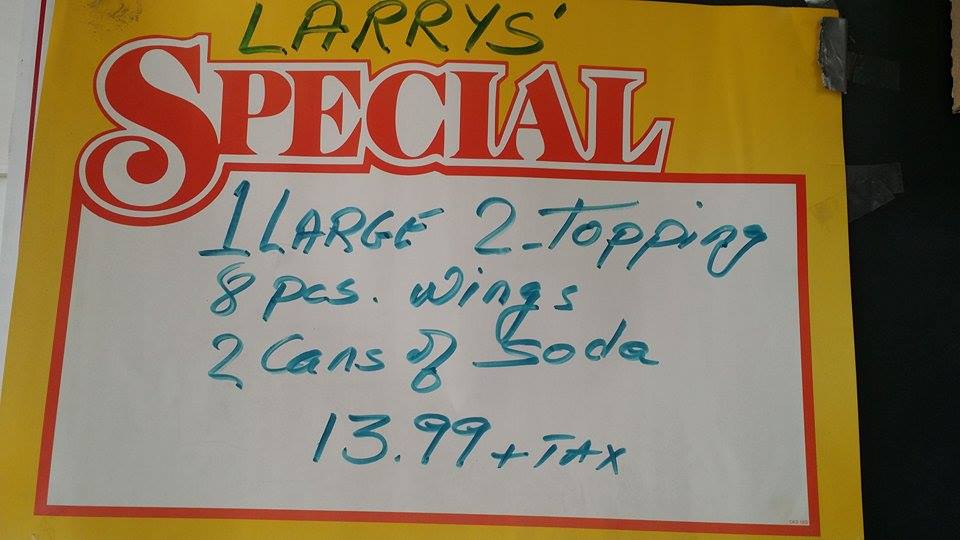 LARRYS'
SPECIAL
1 LARGE 2-Topping
8 pcs. wings
2 Cans of Soda
13.99 + TAX